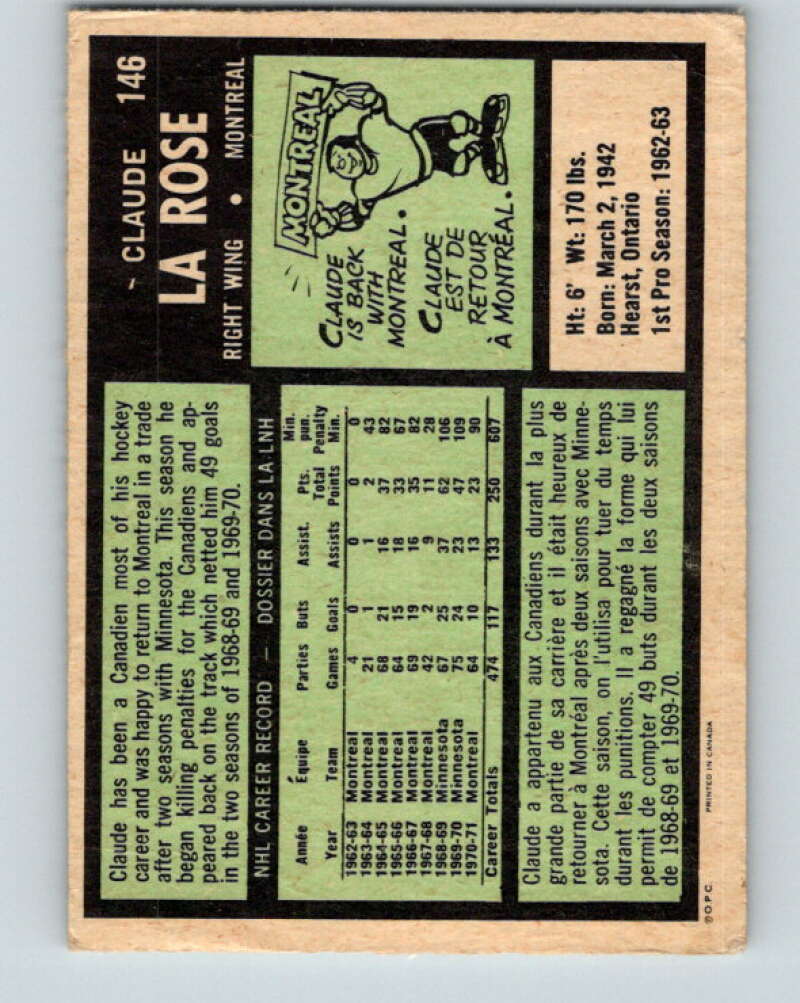 CLAUDE 146
LA ROSE
RIGHT WING • MONTREAL
MONTREAL
CLAUDE
IS BACK
WITH
MONTREAL.
CLAUDE
EST DE
RETOUR
À MONTRÉAL.
Ht: 6' Wt: 170 lbs.
Born: March 2, 1942
Hearst, Ontario
1st Pro Season: 1962-63
Claude has been a Canadien most of his hockey
career and was happy to return to Montreal in a trade
after two seasons with Minnesota. This season he
began killing penalties for the Canadiens and ap-
peared back on the track which netted him 49 goals
in the two seasons of 1968-69 and 1969-70.
NHL CAREER RECORD — DOSSIER DANS LA LNH
Année Équipe Parties Buts Assist. Pts. Total Min. pun. Penalty
Year Team Games Goals Assists Points Min.
1962-63 Montreal 4 0 0 0 0
1963-64 Montreal 21 1 1 2 43
1964-65 Montreal 68 21 16 37 82
1965-66 Montreal 64 15 18 33 67
1966-67 Montreal 69 19 16 35 82
1967-68 Montreal 42 2 9 11 28
1968-69 Minnesota 67 25 37 62 106
1969-70 Minnesota 75 24 23 47 109
1970-71 Montreal 64 10 13 23 90
Career Totals 474 117 133 250 607
Claude a appartenu aux Canadiens durant la plus
grande partie de sa carrière et il était heureux de
retourner à Montréal après deux saisons avec Minne-
sota. Cette saison, on l'utilisa pour tuer du temps
durant les punitions. Il a regagné la forme qui lui
permit de compter 49 buts durant les deux saisons
de 1968-69 et 1969-70.
©O.P.C. PRINTED IN CANADA